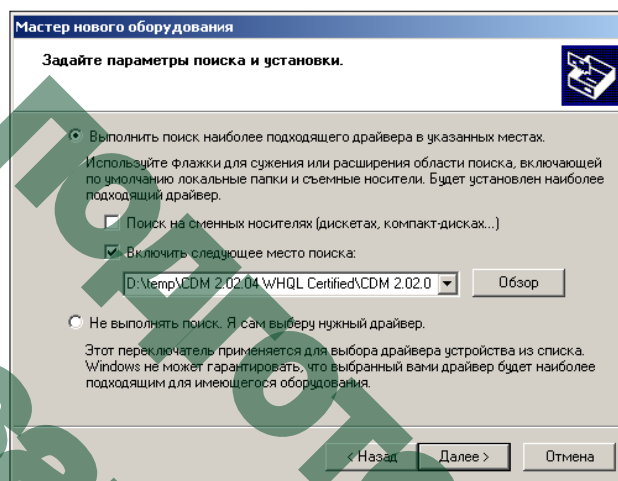 Мастер нового оборудования
Задайте параметры поиска и установки.
Выполнить поиск наиболее подходящего драйвера в указанных местах.
Используйте флажки для сужения или расширения области поиска, включающей
по умолчанию локальные папки и съемные носители. Будет установлен наиболее
подходящий драйвер.
Поиск на сменных носителях (дискетах, компакт-дисках...)
Включить следующее место поиска:
D:\temp\CDM 2.02.04 WHQL Certified\CDM 2.02.0
Обзор
Не выполнять поиск. Я сам выберу нужный драйвер.
Этот переключатель применяется для выбора драйвера устройства из списка.
Windows не может гарантировать, что выбранный вами драйвер будет наиболее
подходящим для имеющегося оборудования.
< Назад
Далее >
Отмена